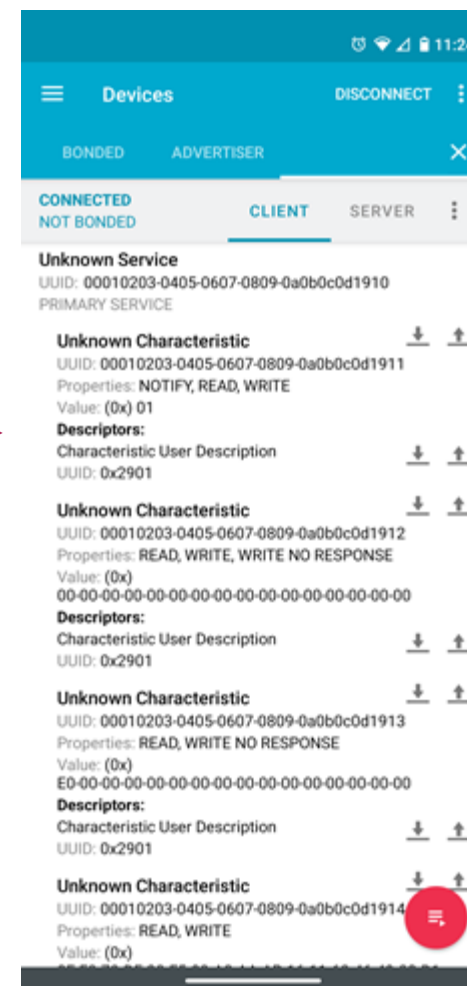 11:2
Devices DISCONNECT
BONDED ADVERTISER
CONNECTED
NOT BONDED CLIENT SERVER
Unknown Service
UUID: 00010203-0405-0607-0809-0a0b0c0d1910
PRIMARY SERVICE
Unknown Characteristic
UUID: 00010203-0405-0607-0809-0a0b0c0d1911
Properties: NOTIFY, READ, WRITE
Value: (0x) 01
Descriptors:
Characteristic User Description
UUID: 0x2901
Unknown Characteristic
UUID: 00010203-0405-0607-0809-0a0b0c0d1912
Properties: READ, WRITE, WRITE NO RESPONSE
Value: (0x)
00-00-00-00-00-00-00-00-00-00-00-00-00-00-00-00
Descriptors:
Characteristic User Description
UUID: 0x2901
Unknown Characteristic
UUID: 00010203-0405-0607-0809-0a0b0c0d1913
Properties: READ, WRITE NO RESPONSE
Value: (0x)
E0-00-00-00-00-00-00-00-00-00-00-00-00-00-00-00
Descriptors:
Characteristic User Description
UUID: 0x2901
Unknown Characteristic
UUID: 00010203-0405-0607-0809-0a0b0c0d1914
Properties: READ, WRITE
Value: (0x)